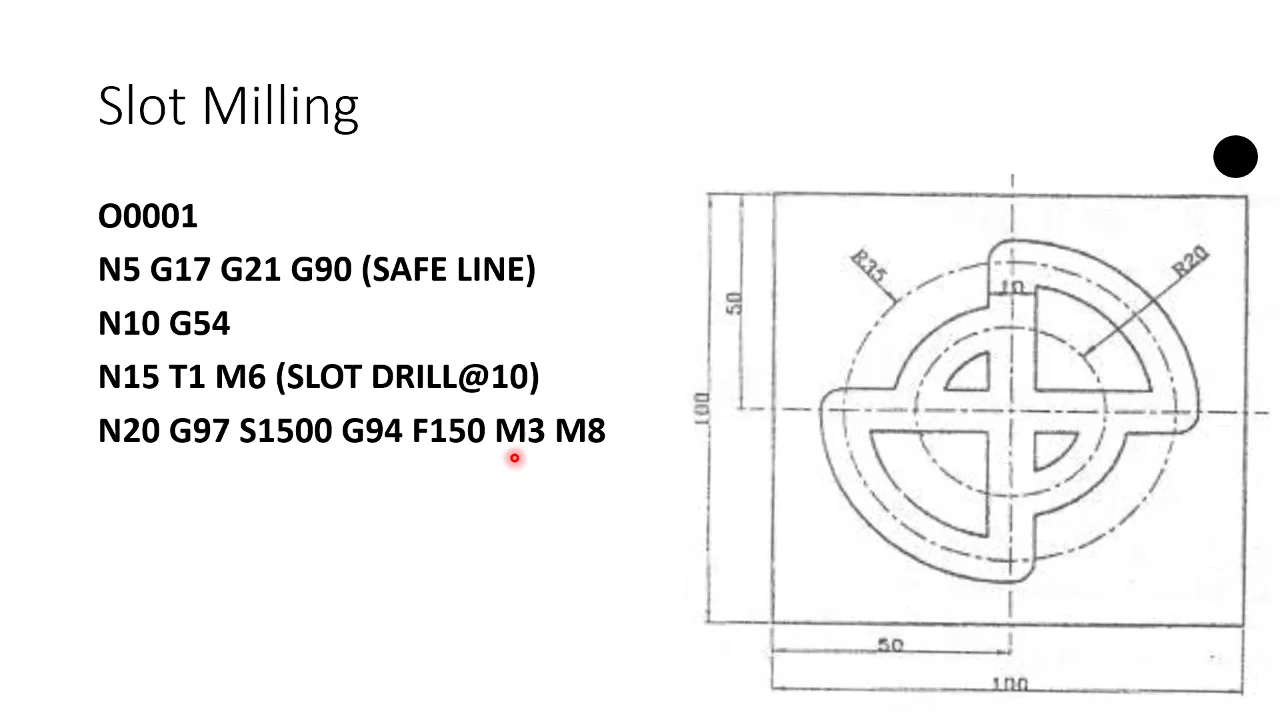 Slot Milling
O0001
N5 G17 G21 G90 (SAFE LINE)
N10 G54
N15 T1 M6 (SLOT DRILL@10)
N20 G97 S1500 G94 F150 M3 M8
R35
R20
10
50
100
50
100